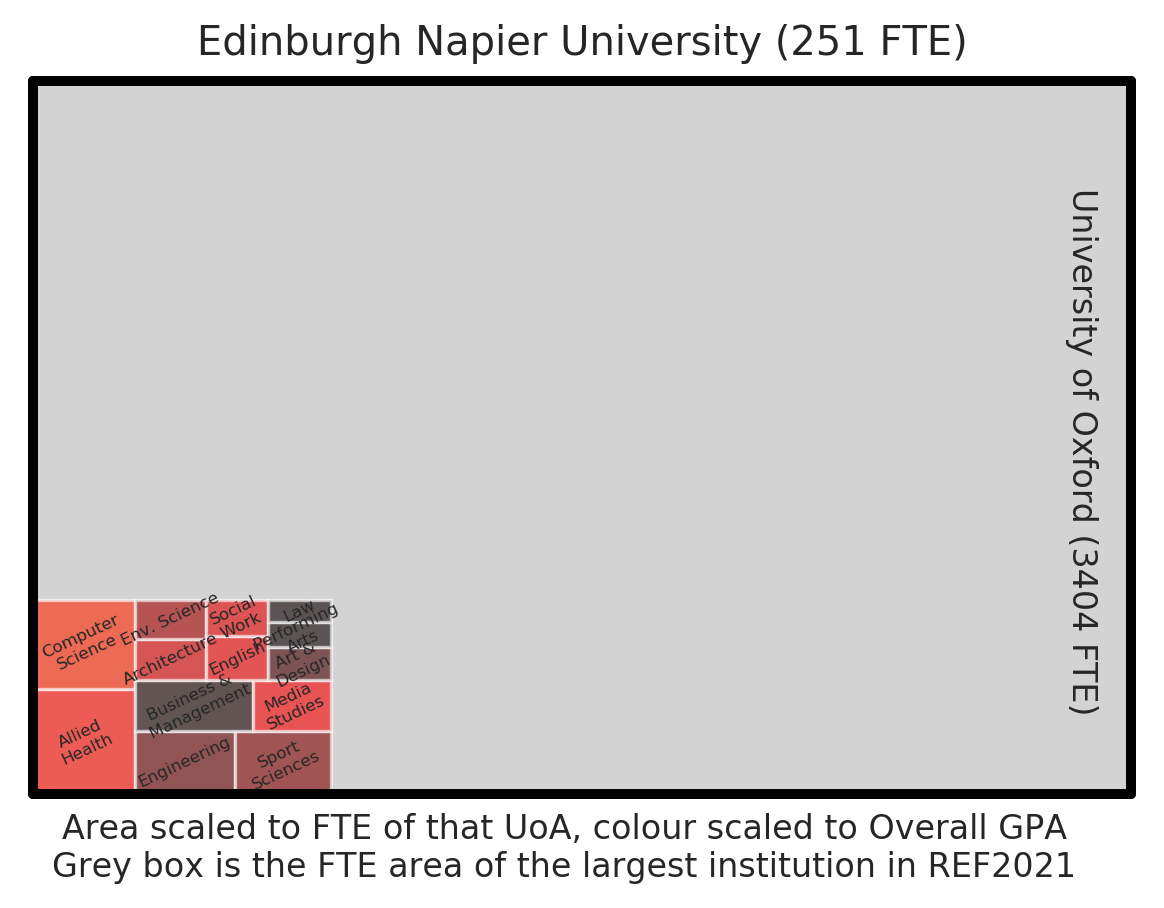 Edinburgh Napier University (251 FTE)
University of Oxford (3404 FTE)
Computer
Science
Env. Science
Social
Work
Law
Performing
Arts
Architecture
English
Art &
Design
Business &
Management
Media
Studies
Allied
Health
Engineering
Sport
Sciences
Area scaled to FTE of that UoA, colour scaled to Overall GPA
Grey box is the FTE area of the largest institution in REF2021